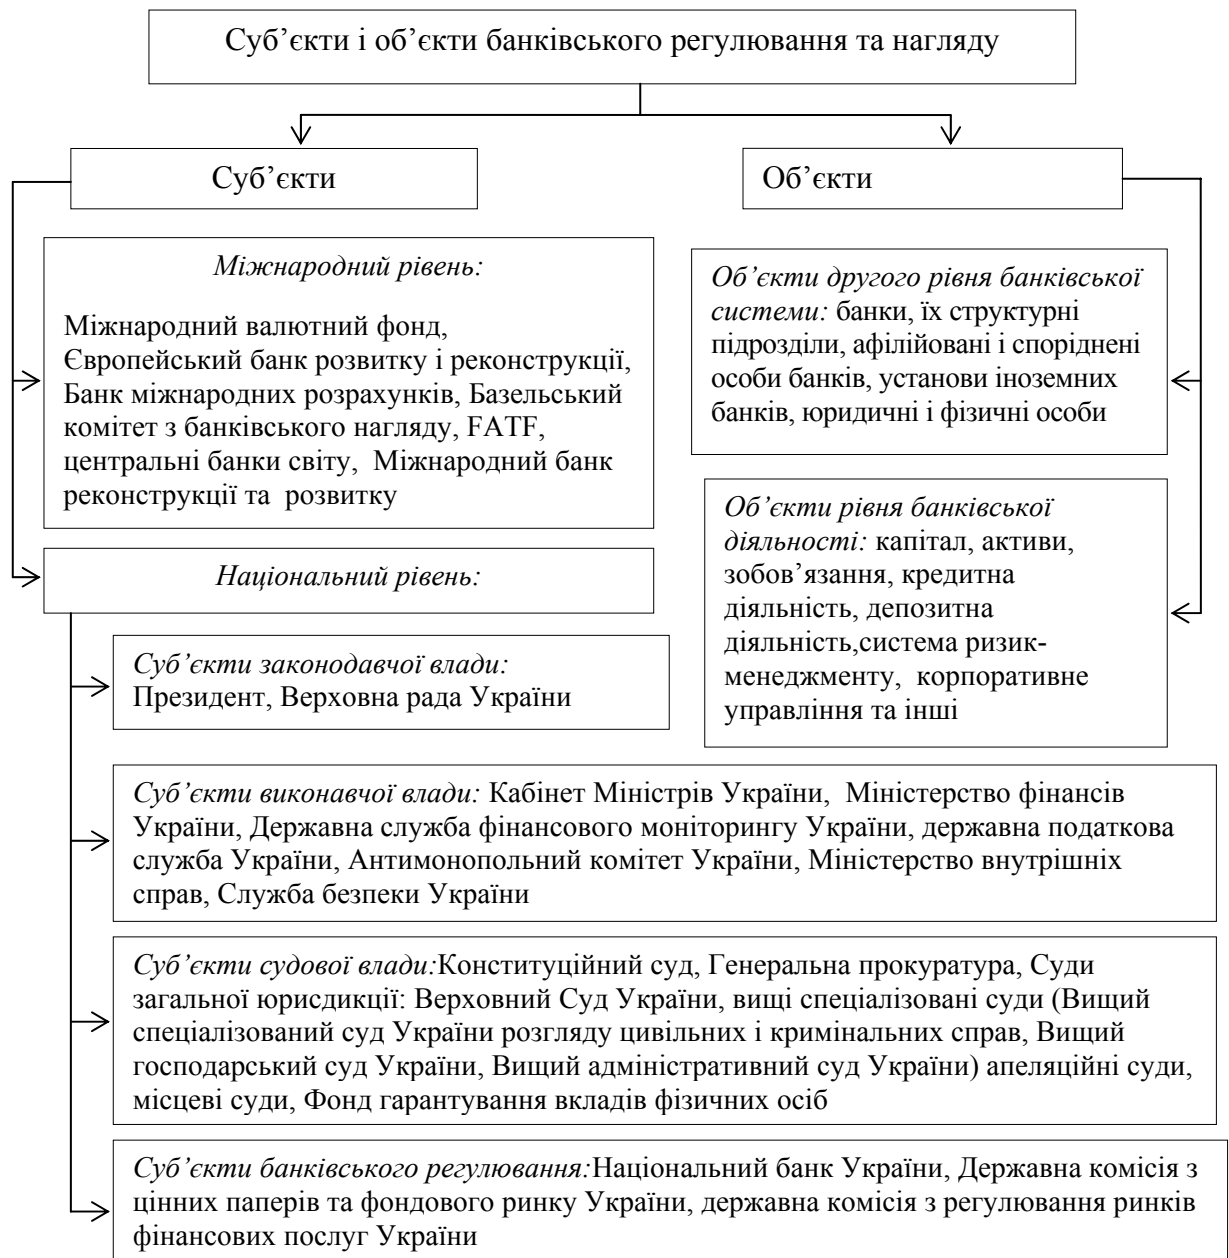 Суб’єкти і об’єкти банківського регулювання та нагляду
Суб’єкти
Об’єкти
Міжнародний рівень:
Міжнародний валютний фонд,
Європейський банк розвитку і реконструкції,
Банк міжнародних розрахунків, Базельський
комітет з банківського нагляду, FATF,
центральні банки світу, Міжнародний банк
реконструкції та розвитку
Об’єкти другого рівня банківської
системи: банки, їх структурні
підрозділи, афілійовані і споріднені
особи банків, установи іноземних
банків, юридичні і фізичні особи
Об’єкти рівня банківської
діяльності: капітал, активи,
зобов’язання, кредитна
діяльність, депозитна
діяльність,система ризик-
менеджменту, корпоративне
управління та інші
Національний рівень:
Суб’єкти законодавчої влади:
Президент, Верховна рада України
Суб’єкти виконавчої влади: Кабінет Міністрів України, Міністерство фінансів
України, Державна служба фінансового моніторингу України, державна податкова
служба України, Антимонопольний комітет України, Міністерство внутрішніх
справ, Служба безпеки України
Суб’єкти судової влади:Конституційний суд, Генеральна прокуратура, Суди
загальної юрисдикції: Верховний Суд України, вищі спеціалізовані суди (Вищий
спеціалізований суд України розгляду цивільних і кримінальних справ, Вищий
господарський суд України, Вищий адміністративний суд України) апеляційні суди,
місцеві суди, Фонд гарантування вкладів фізичних осіб
Суб’єкти банківського регулювання:Національний банк України, Державна комісія з
цінних паперів та фондового ринку України, державна комісія з регулювання ринків
фінансових послуг України